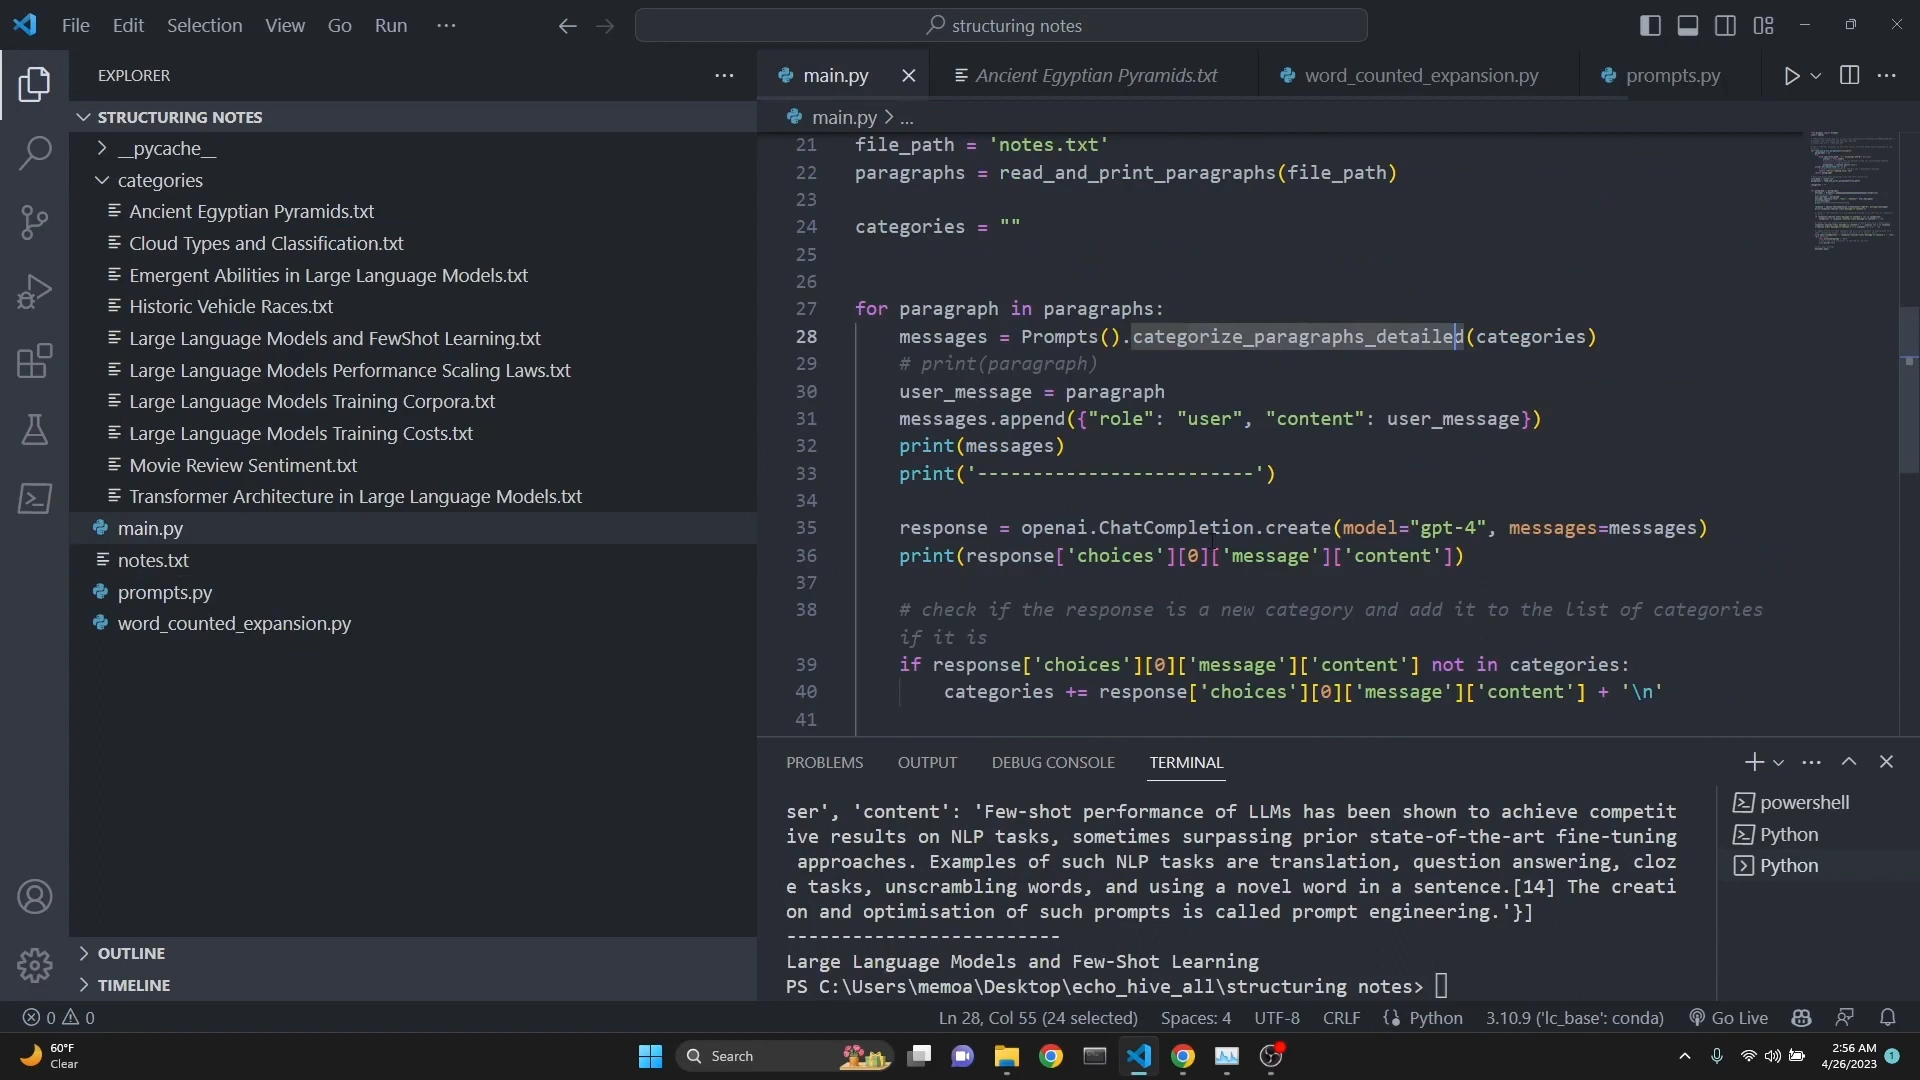 File Edit Selection View Go Run ··· structuring notes
EXPLORER
STRUCTURING NOTES
__pycache__
categories
Ancient Egyptian Pyramids.txt
Cloud Types and Classification.txt
Emergent Abilities in Large Language Models.txt
Historic Vehicle Races.txt
Large Language Models and FewShot Learning.txt
Large Language Models Performance Scaling Laws.txt
Large Language Models Training Corpora.txt
Large Language Models Training Costs.txt
Movie Review Sentiment.txt
Transformer Architecture in Large Language Models.txt
main.py
notes.txt
prompts.py
word_counted_expansion.py
OUTLINE
TIMELINE
main.py Ancient Egyptian Pyramids.txt word_counted_expansion.py prompts.py
main.py > ...
21 file_path = 'notes.txt'
22 paragraphs = read_and_print_paragraphs(file_path)
23
24 categories = ""
25
26
27 for paragraph in paragraphs:
28 messages = Prompts().categorize_paragraphs_detailed(categories)
29 # print(paragraph)
30 user_message = paragraph
31 messages.append({"role": "user", "content": user_message})
32 print(messages)
33 print('-------------------------')
34
35 response = openai.ChatCompletion.create(model="gpt-4", messages=messages)
36 print(response['choices'][0]['message']['content'])
37
38 # check if the response is a new category and add it to the list of categories
if it is
39 if response['choices'][0]['message']['content'] not in categories:
40 categories += response['choices'][0]['message']['content'] + '\n'
41
PROBLEMS OUTPUT DEBUG CONSOLE TERMINAL
ser', 'content': 'Few-shot performance of LLMs has been shown to achieve competit
ive results on NLP tasks, sometimes surpassing prior state-of-the-art fine-tuning
approaches. Examples of such NLP tasks are translation, question answering, cloz
e tasks, unscrambling words, and using a novel word in a sentence.[14] The creati
on and optimisation of such prompts is called prompt engineering.'}]
-------------------------
Large Language Models and Few-Shot Learning
PS C:\Users\memoa\Desktop\echo_hive_all\structuring notes>
powershell
Python
Python
0 0 Ln 28, Col 55 (24 selected) Spaces: 4 UTF-8 CRLF Python 3.10.9 ('lc_base': conda) Go Live
60°F
Clear
Search
2:56 AM
4/26/2023
1